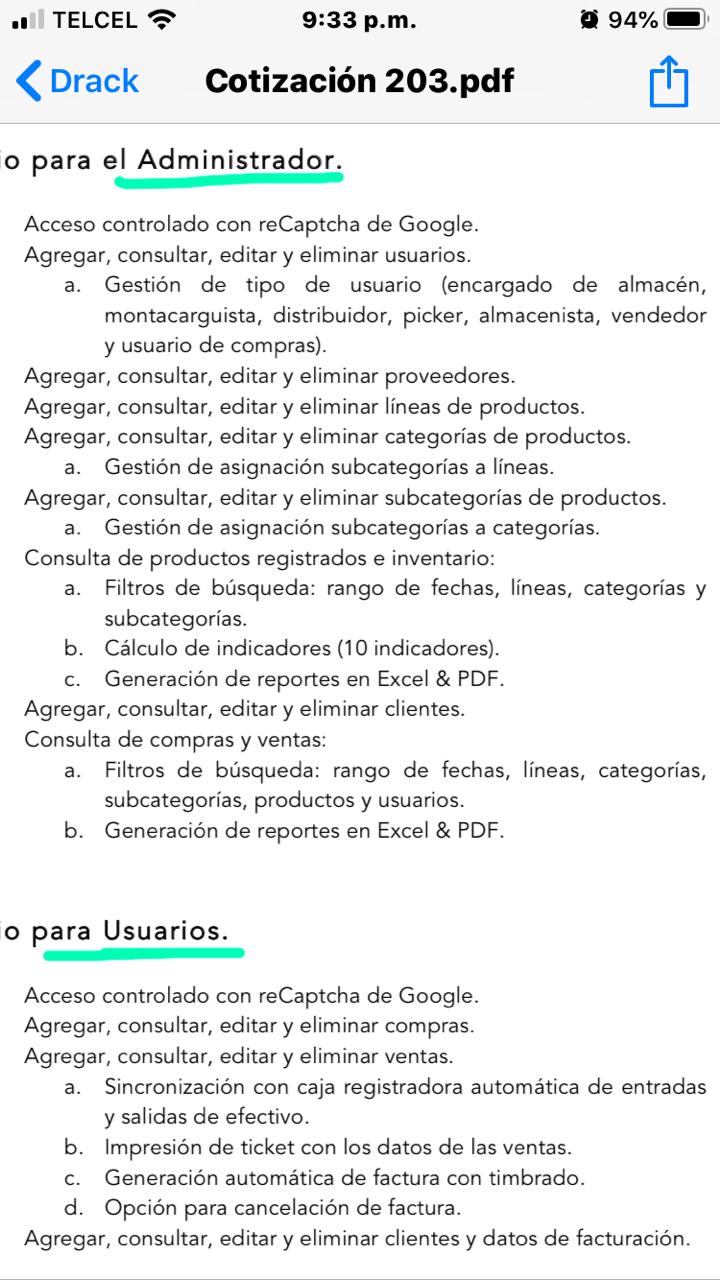 TELCEL 9:33 p.m. 94%
Drack Cotización 203.pdf
io para el Administrador.
Acceso controlado con reCaptcha de Google.
Agregar, consultar, editar y eliminar usuarios.
a. Gestión de tipo de usuario (encargado de almacén,
montacarguista, distribuidor, picker, almacenista, vendedor
y usuario de compras).
Agregar, consultar, editar y eliminar proveedores.
Agregar, consultar, editar y eliminar líneas de productos.
Agregar, consultar, editar y eliminar categorías de productos.
a. Gestión de asignación subcategorías a líneas.
Agregar, consultar, editar y eliminar subcategorías de productos.
a. Gestión de asignación subcategorías a categorías.
Consulta de productos registrados e inventario:
a. Filtros de búsqueda: rango de fechas, líneas, categorías y
subcategorías.
b. Cálculo de indicadores (10 indicadores).
c. Generación de reportes en Excel & PDF.
Agregar, consultar, editar y eliminar clientes.
Consulta de compras y ventas:
a. Filtros de búsqueda: rango de fechas, líneas, categorías,
subcategorías, productos y usuarios.
b. Generación de reportes en Excel & PDF.
io para Usuarios.
Acceso controlado con reCaptcha de Google.
Agregar, consultar, editar y eliminar compras.
Agregar, consultar, editar y eliminar ventas.
a. Sincronización con caja registradora automática de entradas
y salidas de efectivo.
b. Impresión de ticket con los datos de las ventas.
c. Generación automática de factura con timbrado.
d. Opción para cancelación de factura.
Agregar, consultar, editar y eliminar clientes y datos de facturación.